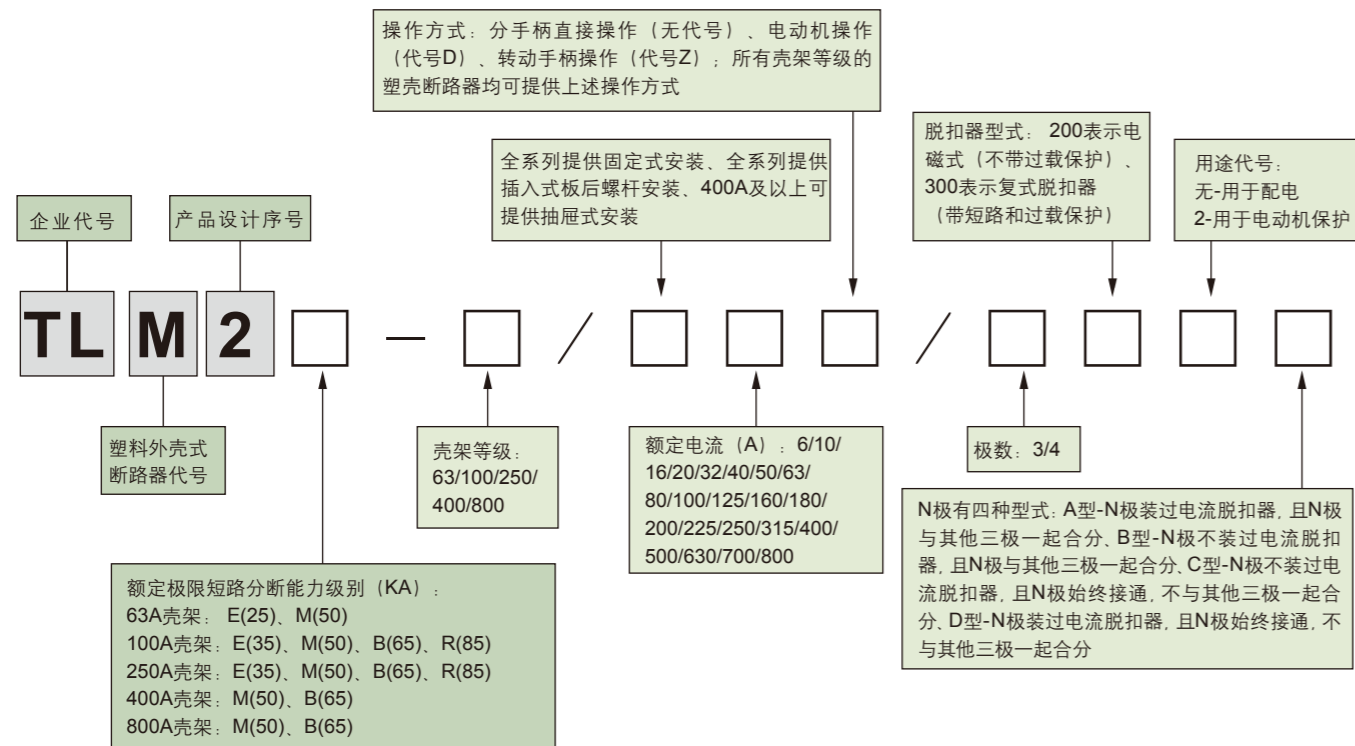 操作方式：分手柄直接操作（无代号）、电动机操作
（代号D）、转动手柄操作（代号Z）；所有壳架等级的
塑壳断路器均可提供上述操作方式
全系列提供固定式安装、全系列提供
插入式板后螺杆安装、400A及以上可
提供抽屉式安装
脱扣器型式： 200表示电
磁式（不带过载保护）、
300表示复式脱扣器
（带短路和过载保护）
用途代号：
无-用于配电
2-用于电动机保护
企业代号
产品设计序号
TL M 2 □ — □ / □ □ □ / □ □ □ □
塑料外壳式
断路器代号
壳架等级：
63/100/250/
400/800
额定电流（A）：6/10/
16/20/32/40/50/63/
80/100/125/160/180/
200/225/250/315/400/
500/630/700/800
极数：3/4
N极有四种型式：A型-N极装过电流脱扣器，且N极
与其他三极一起合分、B型-N极不装过电流脱扣
器，且N极与其他三极一起合分、C型-N极不装过电
流脱扣器，且N极始终接通，不与其他三极一起合
分、D型-N极装过电流脱扣器，且N极始终接通，不
与其他三极一起合分
额定极限短路分断能力级别（KA）：
63A壳架： E(25)、M(50)
100A壳架：E(35)、M(50)、B(65)、R(85)
250A壳架：E(35)、M(50)、B(65)、R(85)
400A壳架：M(50)、B(65)
800A壳架：M(50)、B(65)